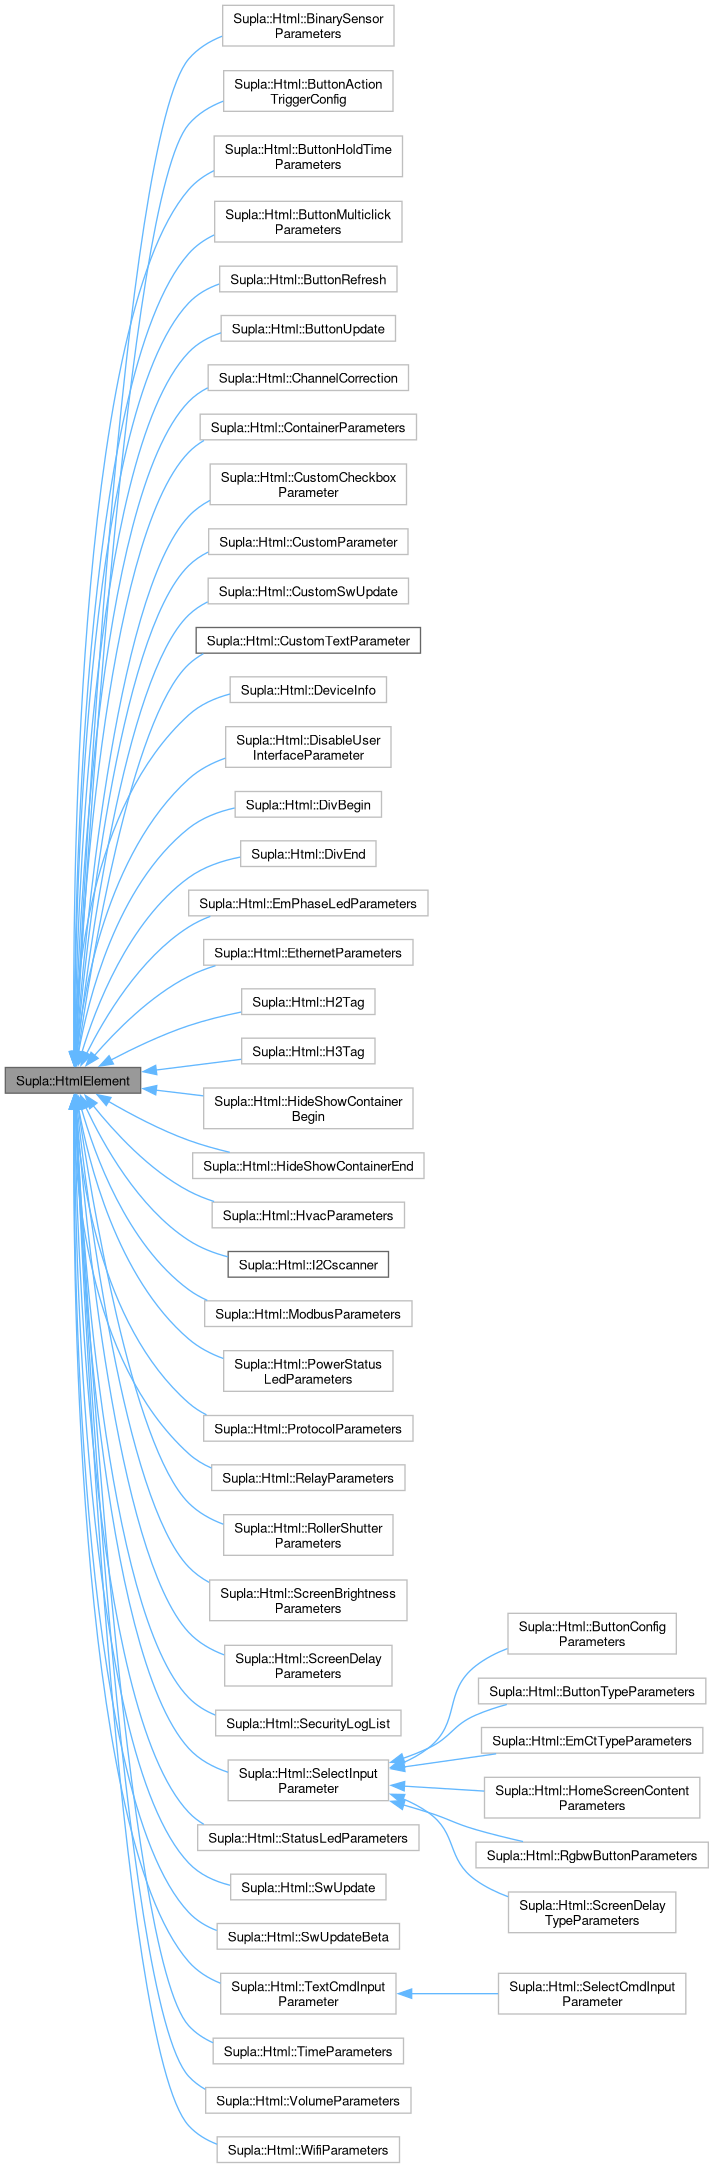 Supla::Html::BinarySensor
Parameters
Supla::Html::ButtonAction
TriggerConfig
Supla::Html::ButtonHoldTime
Parameters
Supla::Html::ButtonMulticlick
Parameters
Supla::Html::ButtonRefresh
Supla::Html::ButtonUpdate
Supla::Html::ChannelCorrection
Supla::Html::ContainerParameters
Supla::Html::CustomCheckbox
Parameter
Supla::Html::CustomParameter
Supla::Html::CustomSwUpdate
Supla::Html::CustomTextParameter
Supla::Html::DeviceInfo
Supla::Html::DisableUser
InterfaceParameter
Supla::Html::DivBegin
Supla::Html::DivEnd
Supla::Html::EmPhaseLedParameters
Supla::Html::EthernetParameters
Supla::Html::H2Tag
Supla::Html::H3Tag
Supla::HtmlElement
Supla::Html::HideShowContainer
Begin
Supla::Html::HideShowContainerEnd
Supla::Html::HvacParameters
Supla::Html::I2Cscanner
Supla::Html::ModbusParameters
Supla::Html::PowerStatus
LedParameters
Supla::Html::ProtocolParameters
Supla::Html::RelayParameters
Supla::Html::RollerShutter
Parameters
Supla::Html::ScreenBrightness
Parameters
Supla::Html::ScreenDelay
Parameters
Supla::Html::SecurityLogList
Supla::Html::SelectInput
Parameter
Supla::Html::ButtonConfig
Parameters
Supla::Html::ButtonTypeParameters
Supla::Html::EmCtTypeParameters
Supla::Html::HomeScreenContent
Parameters
Supla::Html::RgbwButtonParameters
Supla::Html::ScreenDelay
TypeParameters
Supla::Html::StatusLedParameters
Supla::Html::SwUpdate
Supla::Html::SwUpdateBeta
Supla::Html::TextCmdInput
Parameter
Supla::Html::SelectCmdInput
Parameter
Supla::Html::TimeParameters
Supla::Html::VolumeParameters
Supla::Html::WifiParameters